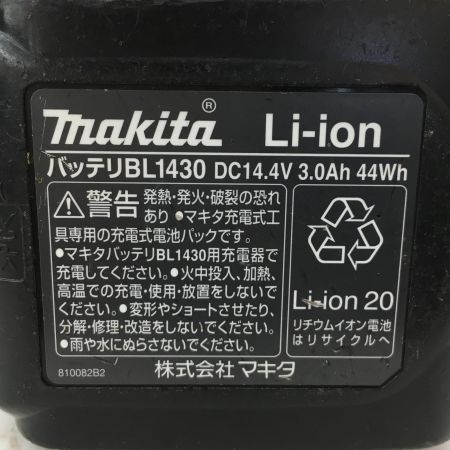 makita® Li-ion
バッテリBL1430 DC14.4V 3.0Ah 44Wh
⚠警告 発熱・発火・破裂の恐れ
あり ●マキタ充電式工
具専用の充電式電池パックです。
●マキタバッテリBL1430用充電器で
充電してください。●火中投入、加熱、
高温での充電・使用・放置をしないで
ください。●変形やショートさせたり、
分解・修理・改造をしないでください。
●雨や水にぬらさないでください。
Li-ion 20
リチウムイオン電池
はリサイクルへ
810082B2
株式会社マキタ